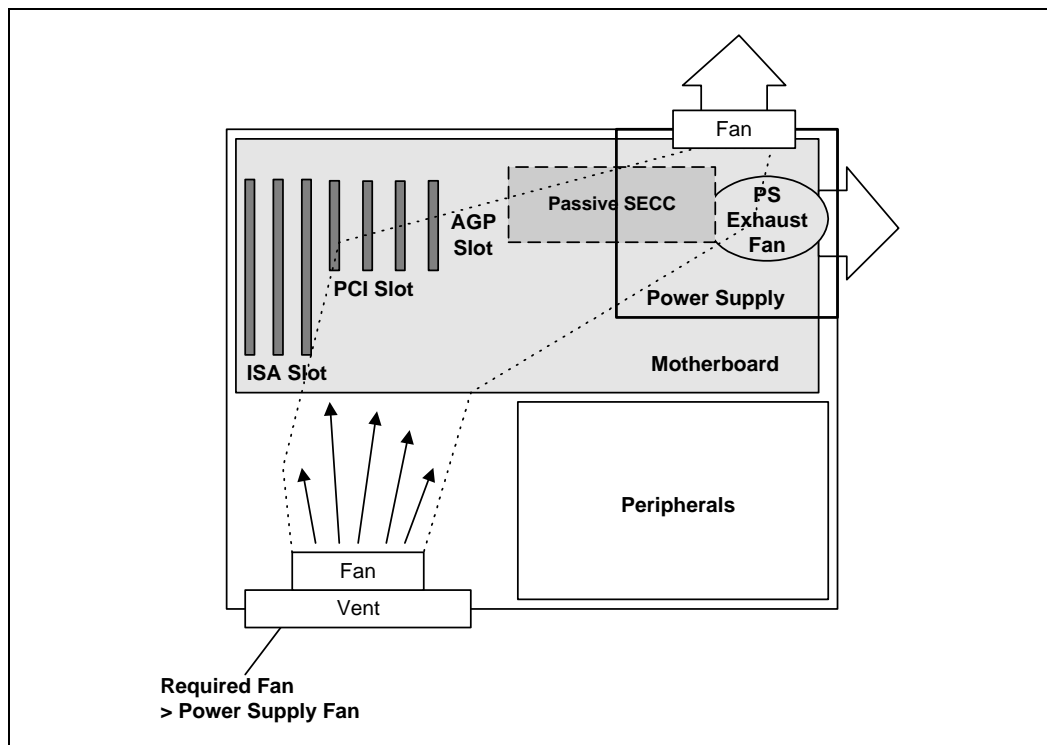 Fan
Passive SECC
PS
Exhaust
Fan
AGP
Slot
PCI Slot
Power Supply
ISA Slot
Motherboard
Peripherals
Fan
Vent
Required Fan
> Power Supply Fan